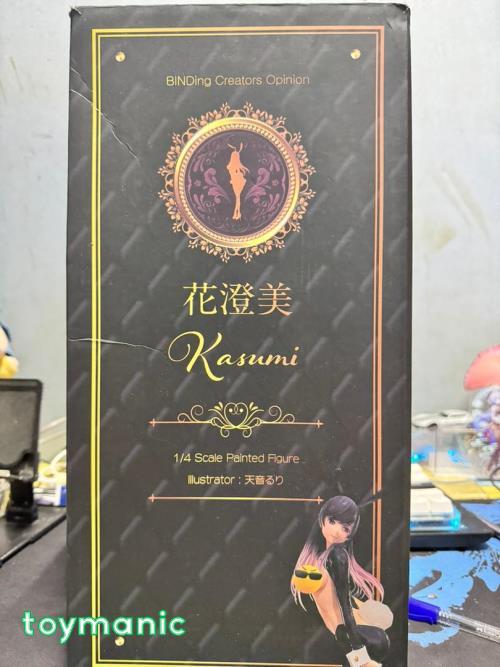 BINDing Creators Opinion
花澄美
Kasumi
1/4 Scale Painted Figure
Illustrator : 天音るり
toymanic